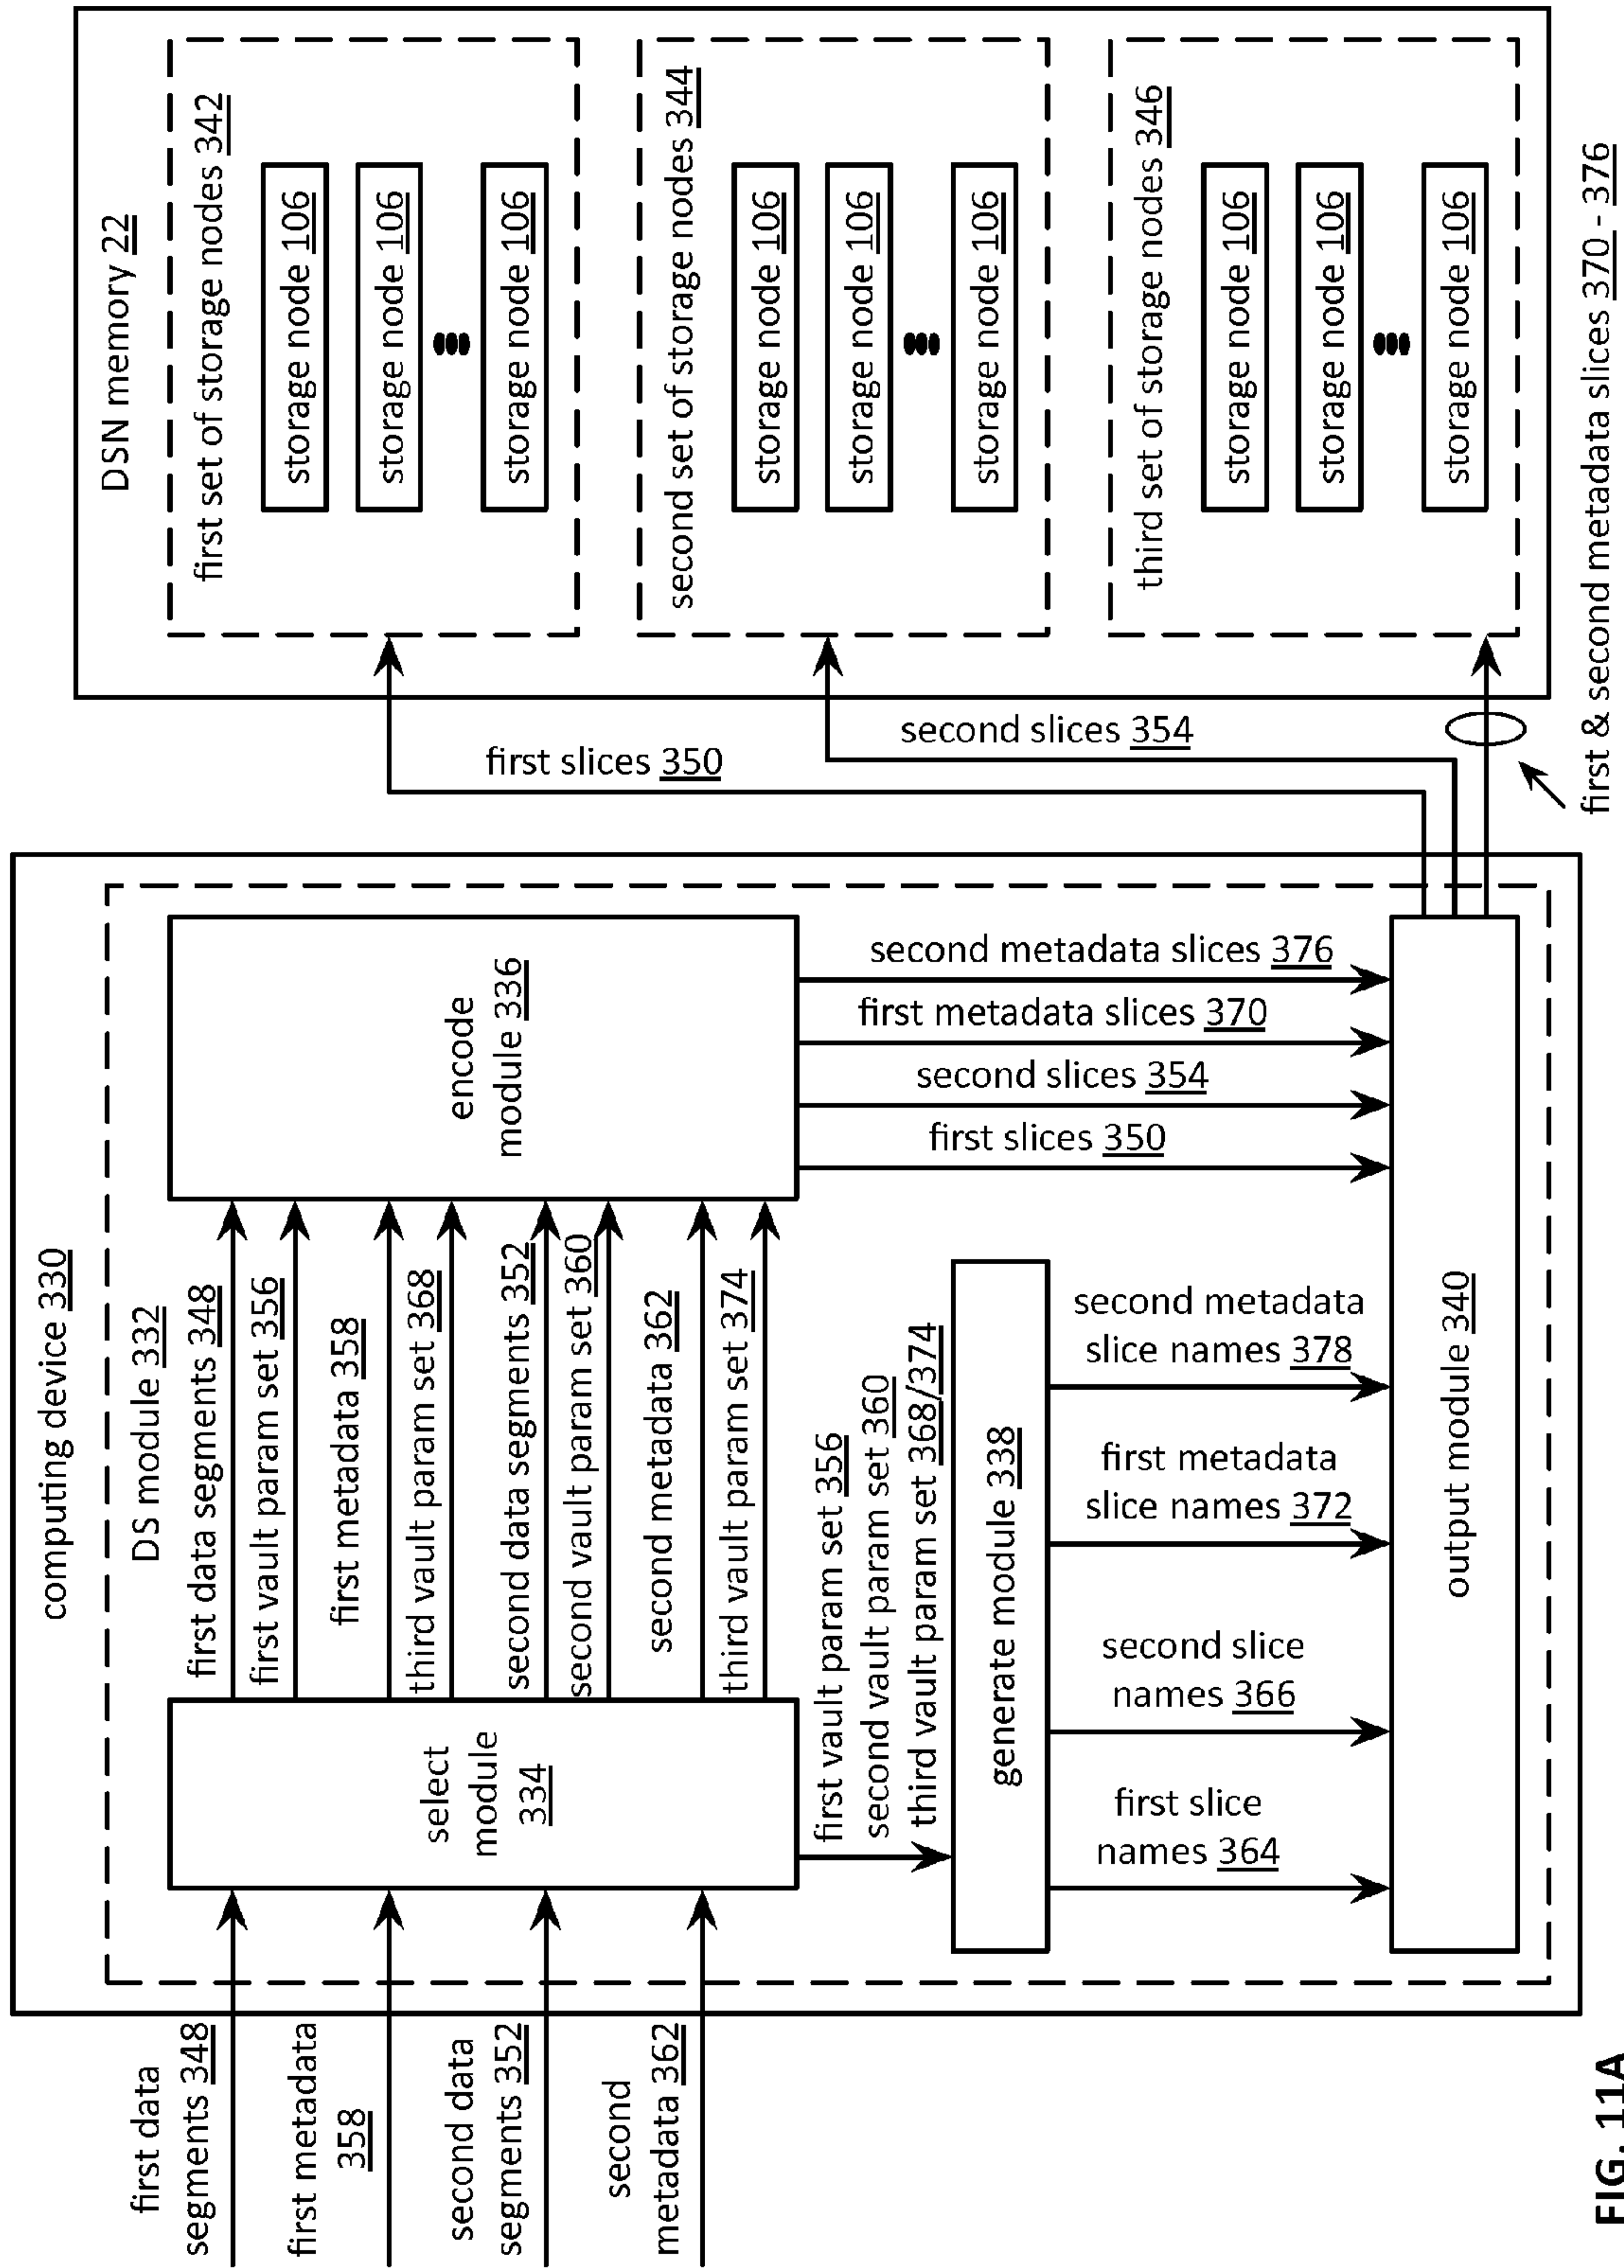 computing device 330
DS module 332
first data
segments 348
first metadata
358
second data
segments 352
second
metadata 362
select
module
334
first data segments 348
first vault param set 356
first metadata 358
third vault param set 368
second data segments 352
second vault param set 360
second metadata 362
third vault param set 374
encode
module 336
first vault param set 356
second vault param set 360
third vault param set 368/374
generate module 338
first slice
names 364
second slice
names 366
first metadata
slice names 372
second metadata
slice names 378
first slices 350
second slices 354
first metadata slices 370
second metadata slices 376
output module 340
first slices 350
second slices 354
first & second metadata slices 370 - 376
DSN memory 22
first set of storage nodes 342
storage node 106
storage node 106
storage node 106
second set of storage nodes 344
storage node 106
storage node 106
storage node 106
third set of storage nodes 346
storage node 106
storage node 106
storage node 106
FIG. 11A